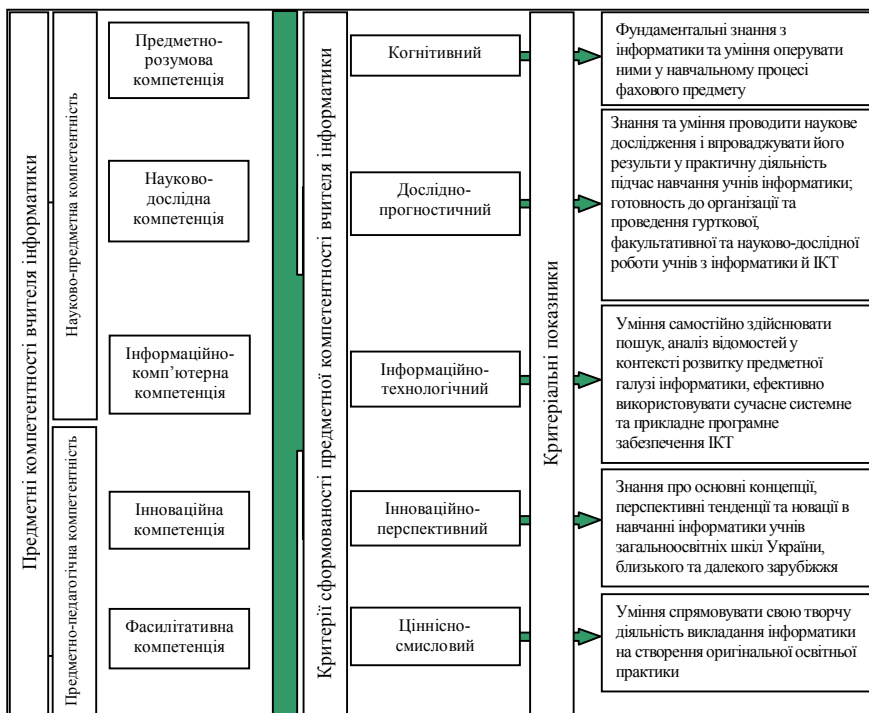 Предметні компетентності вчителя інформатики
Науково-предметна компетентність
Предметно-педагогічна компетентність
Предметно-
розумова
компетенція
Науково-
дослідна
компетенція
Інформаційно-
комп’ютерна
компетенція
Інноваційна
компетенція
Фасилітативна
компетенція
Критерії сформованості предметної компетентності вчителя інформатики
Когнітивний
Дослідно-
прогностичний
Інформаційно-
технологічний
Инноваційно-
перспективний
Ціннісно-
смисловий
Критеріальні показники
Фундаментальні знання з
інформатики та уміння оперувати
ними у навчальному процесі
фахового предмету
Знання та уміння проводити наукове
дослідження і впроваджувати його
результати у практичну діяльність
підчас навчання учнів інформатики;
готовность до організації та
проведення гурткової,
факультативної та науково-дослідної
роботи учнів з інформатики й ІКТ
Уміння самостійно здійснювати
пошук, аналіз відомостей у
контексті розвитку предметної
галузі інформатики, ефективно
використовувати сучасне системне
та прикладне програмне
забезпечення ІКТ
Знання про основні концепції,
перспективні тенденції та новації в
навчанні інформатики учнів
загальноосвітніх шкіл України,
близького та далекого зарубіжжя
Уміння спрямовувати свою творчу
діяльність викладання інформатики
на створення оригінальної освітньої
практики